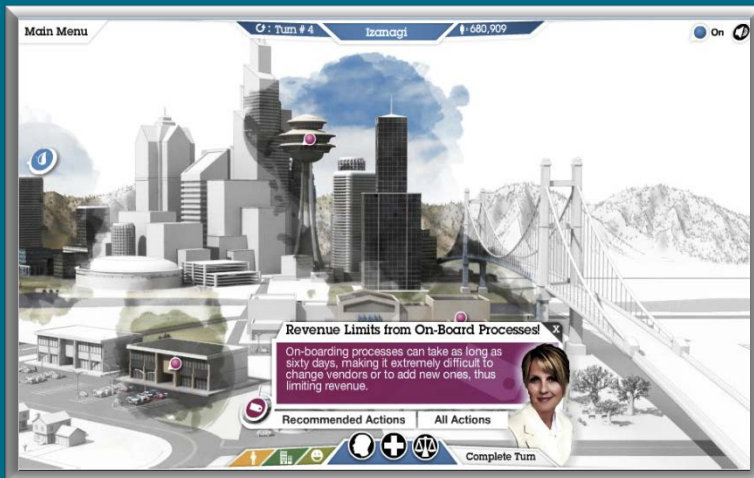 Main Menu
: Turn # 4
Izanagi
: 680,909
On
Revenue Limits from On-Board Processes!
X
On-boarding processes can take as long as
sixty days, making it extremely difficult to
change vendors or to add new ones, thus
limiting revenue.
Recommended Actions
All Actions
Complete Turn